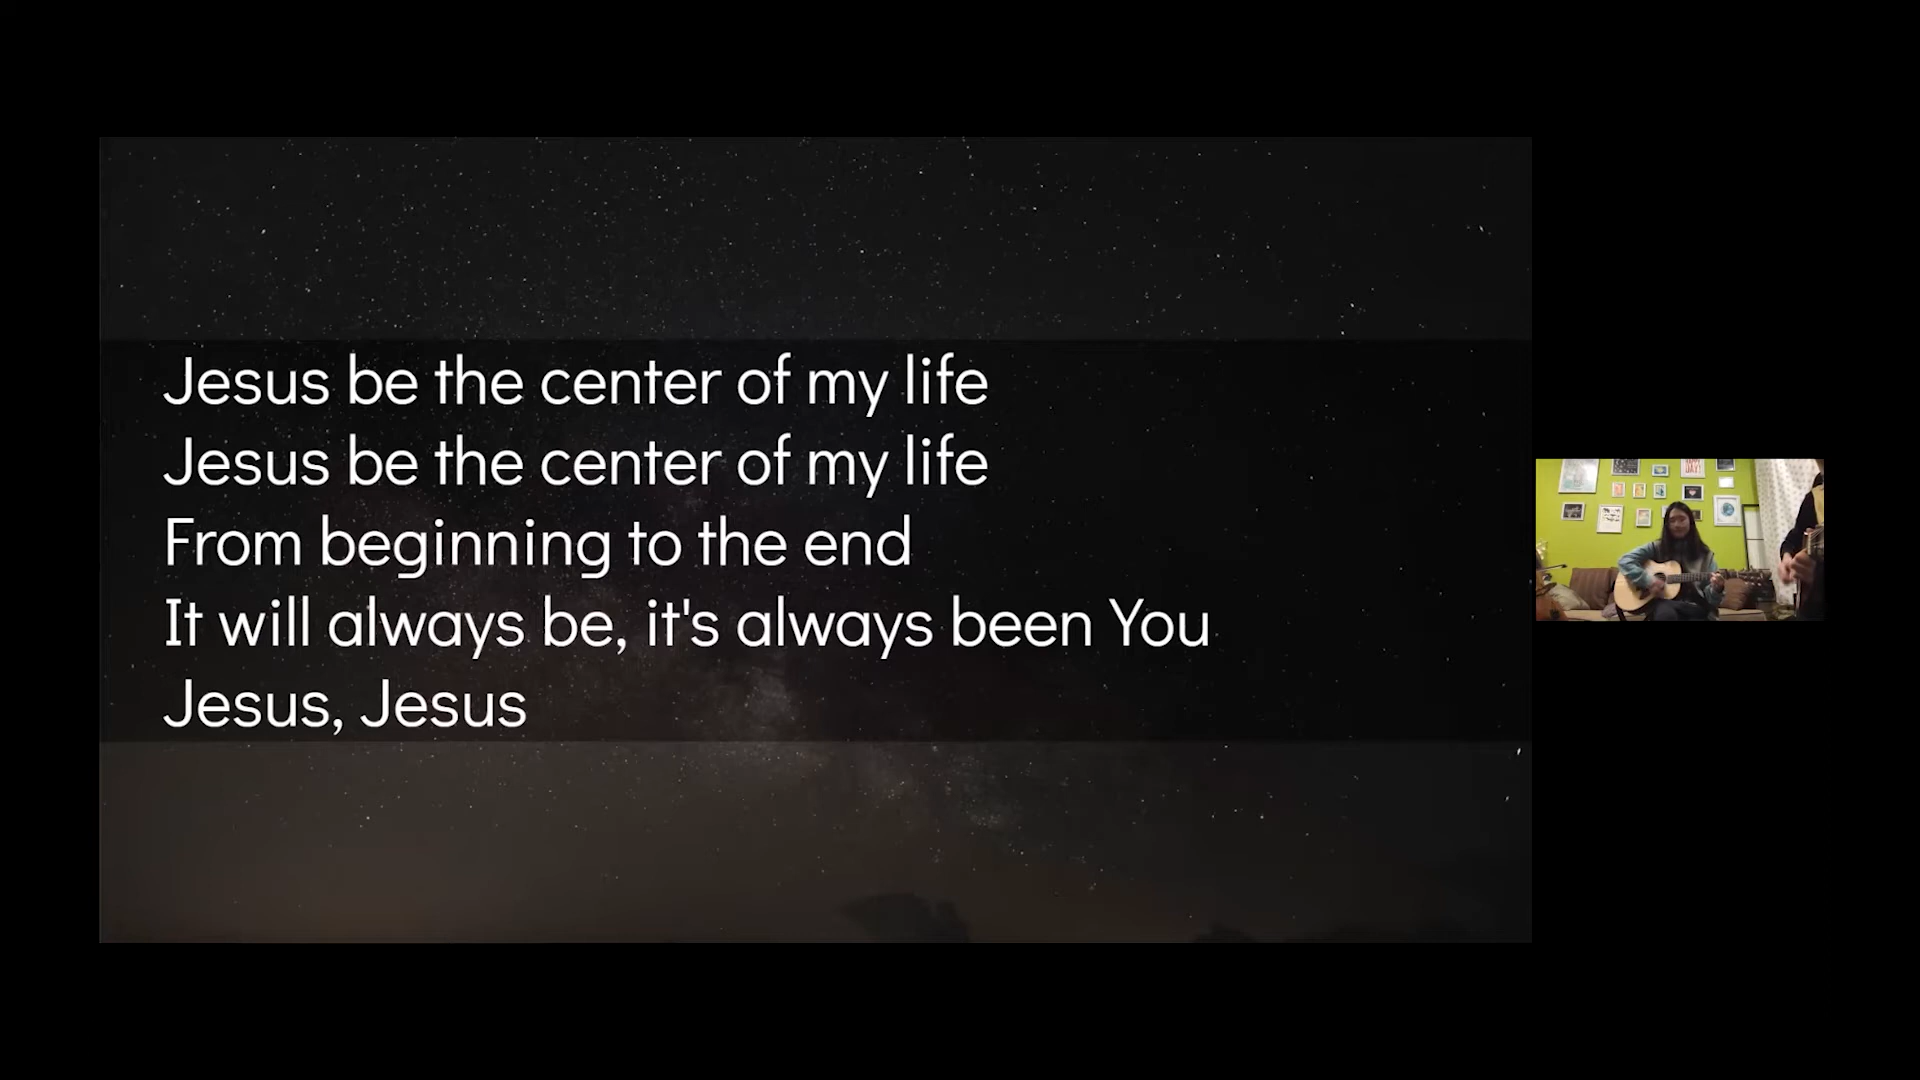 Jesus be the center of my life
Jesus be the center of my life
From beginning to the end
It will always be, it's always been You
Jesus, Jesus